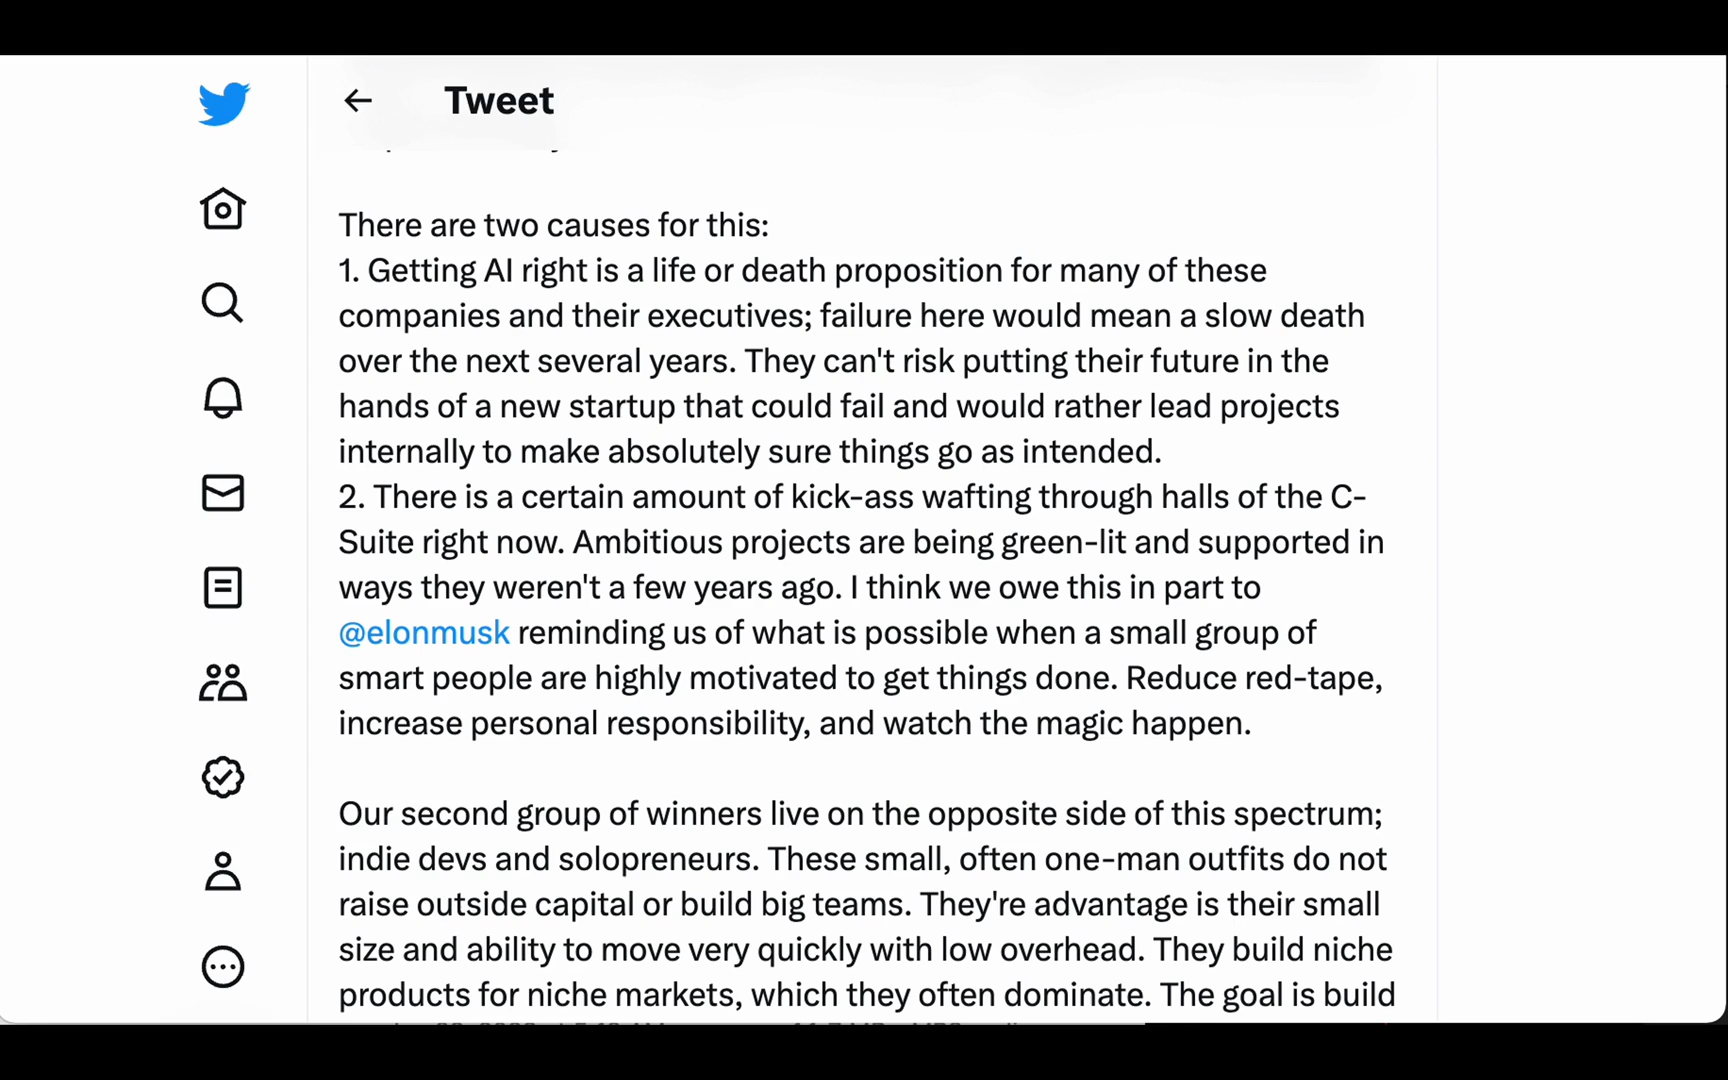 Tweet
There are two causes for this:
1. Getting AI right is a life or death proposition for many of these
companies and their executives; failure here would mean a slow death
over the next several years. They can't risk putting their future in the
hands of a new startup that could fail and would rather lead projects
internally to make absolutely sure things go as intended.
2. There is a certain amount of kick-ass wafting through halls of the C-
Suite right now. Ambitious projects are being green-lit and supported in
ways they weren't a few years ago. I think we owe this in part to
@elonmusk reminding us of what is possible when a small group of
smart people are highly motivated to get things done. Reduce red-tape,
increase personal responsibility, and watch the magic happen.
Our second group of winners live on the opposite side of this spectrum;
indie devs and solopreneurs. These small, often one-man outfits do not
raise outside capital or build big teams. They're advantage is their small
size and ability to move very quickly with low overhead. They build niche
products for niche markets, which they often dominate. The goal is build